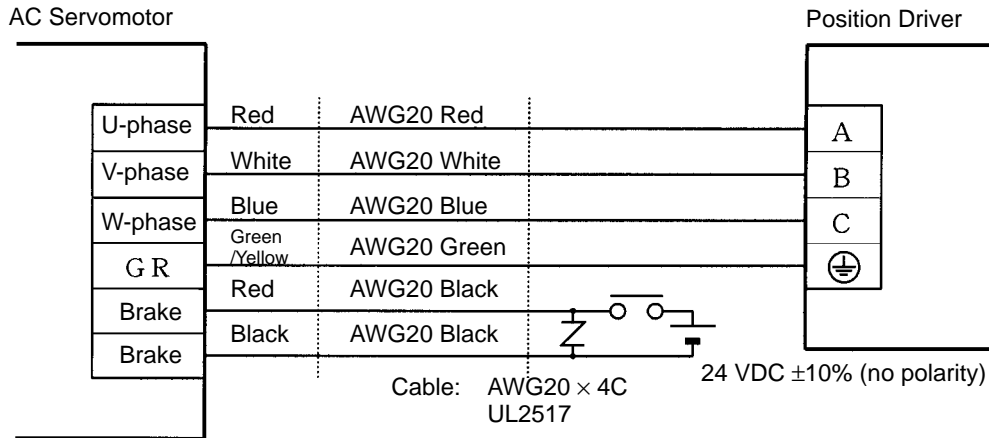 AC Servomotor
Position Driver
U-phase Red AWG20 Red A
V-phase White AWG20 White B
W-phase Blue AWG20 Blue C
GR Green /Yellow AWG20 Green
Brake Red AWG20 Black
Brake Black AWG20 Black
24 VDC ±10% (no polarity)
Cable: AWG20 × 4C
UL2517